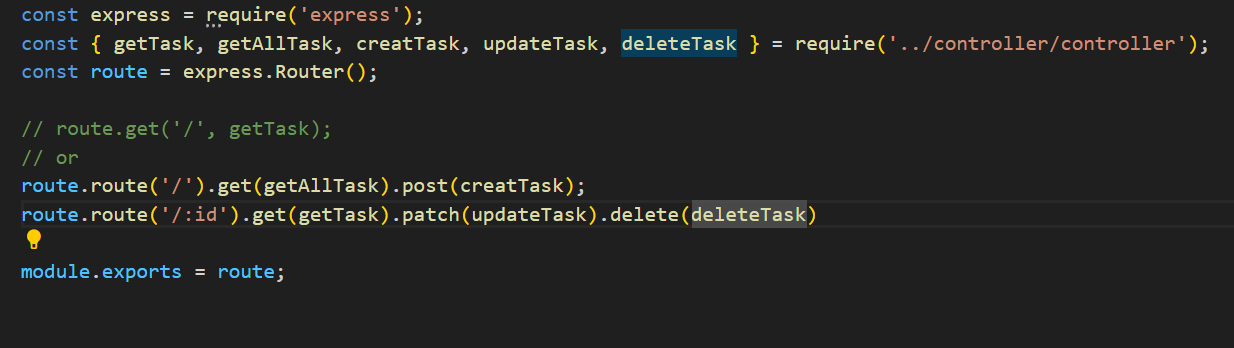 const express = require('express');
const { getTask, getAllTask, creatTask, updateTask, deleteTask } = require('../controller/controller');
const route = express.Router();
// route.get('/', getTask);
// or
route.route('/').get(getAllTask).post(creatTask);
route.route('/:id').get(getTask).patch(updateTask).delete(deleteTask)
module.exports = route;